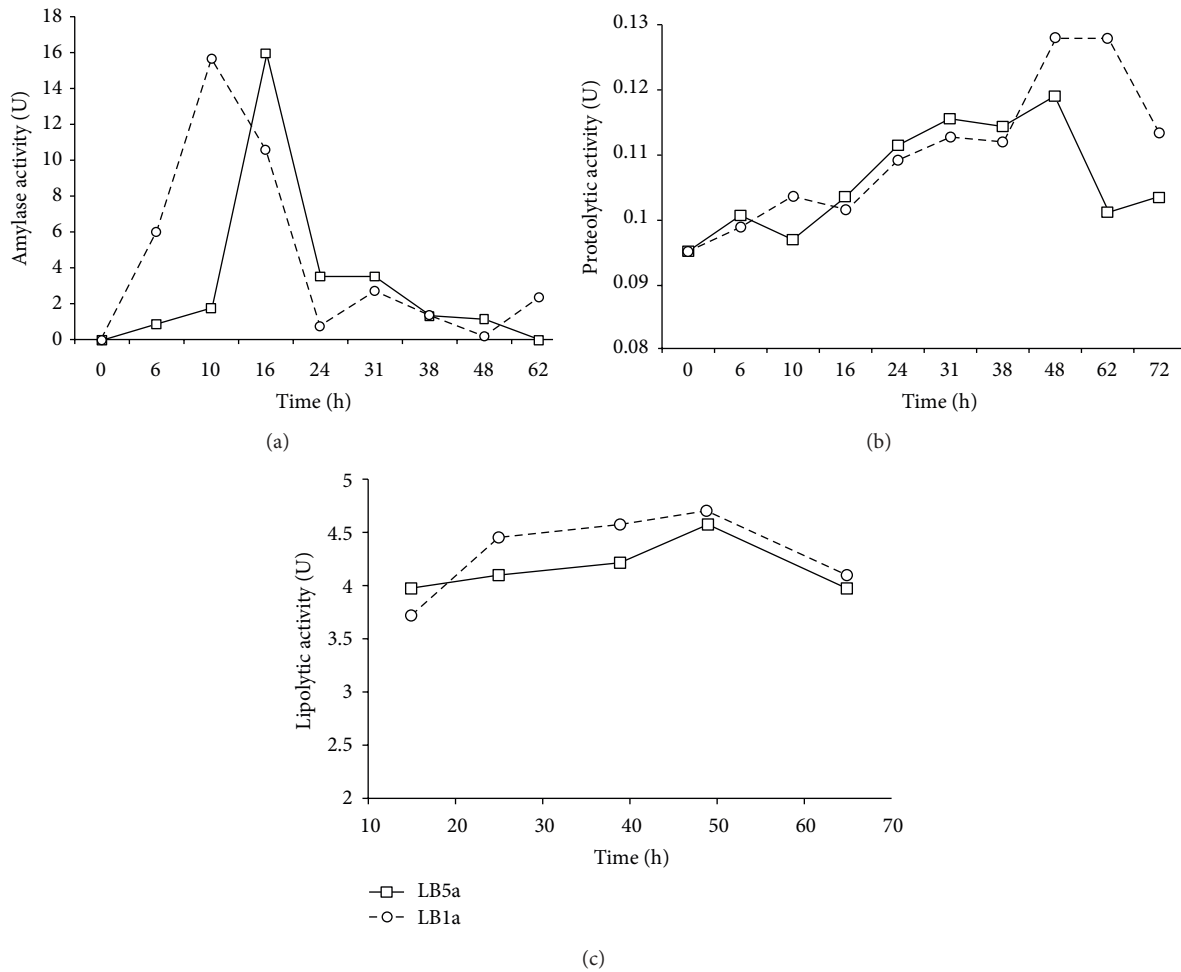 18
16
14
12
10
8
6
4
2
0
Amylase activity (U)
0 6 10 16 24 31 38 48 62
Time (h)
(a)
0.13
0.12
0.11
0.1
0.09
0.08
Proteolytic activity (U)
0 6 10 16 24 31 38 48 62 72
Time (h)
(b)
5
4.5
4
3.5
3
2.5
2
Lipolytic activity (U)
10 20 30 40 50 60 70
Time (h)
LB5a
LB1a
(c)